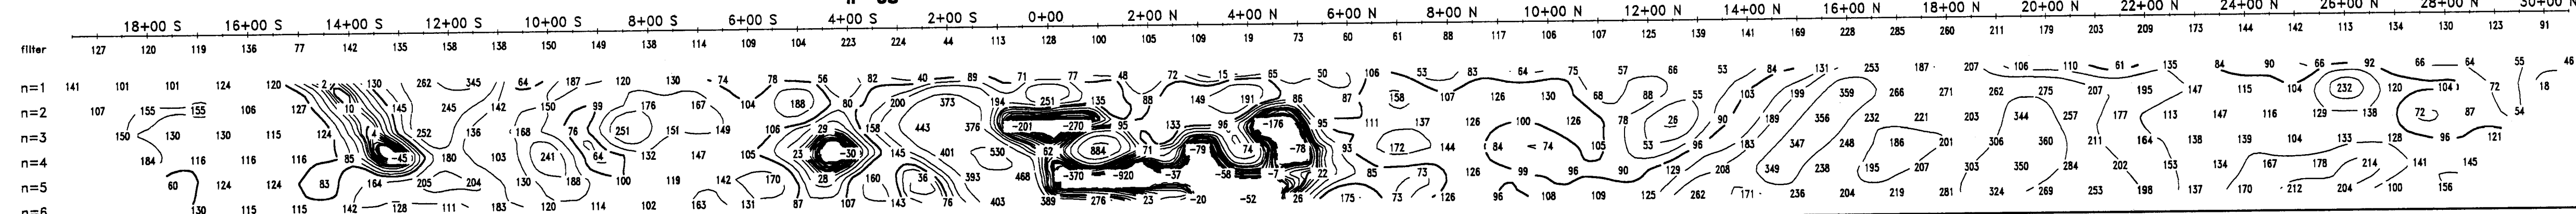 18+00 S 16+00 S 14+00 S 12+00 S 10+00 S 8+00 S 6+00 S 4+00 S 2+00 S 0+00 2+00 N 4+00 N 6+00 N 8+00 N 10+00 N 12+00 N 14+00 N 16+00 N 18+00 N 20+00 N 22+00 N 24+00 N 26+00 N 28+00 N 30+00 N
filter 127 120 119 136 77 142 135 158 138 150 149 138 114 109 104 223 224 44 113 128 100 105 109 19 73 60 61 88 117 106 107 125 139 141 169 228 285 260 211 179 203 209 173 144 142 113 134 130 123 91
n=1 141 101 101 124 120 2 130 262 345 64 187 120 130 74 78 56 82 40 89 71 77 48 72 15 65 50 106 53 83 64 75 57 86 53 84 131 253 187 207 106 110 61 135 84 90 66 92 66 64 55 46
n=2 107 155 155 106 127 10 145 245 142 150 99 176 167 104 188 80 200 373 194 251 135 88 149 191 86 87 158 107 126 130 68 88 55 103 199 359 266 271 262 275 207 195 147 115 104 232 120 104 72 18
n=3 150 130 130 115 124 4 252 136 168 76 251 151 149 106 29 158 443 376 -201 -270 95 133 96 -176 95 111 137 126 100 126 78 26 90 189 356 232 221 203 344 257 177 113 147 116 129 138 72 87 54
n=4 184 116 116 116 85 -45 180 103 241 64 132 147 105 23 -30 145 401 530 62 884 71 -79 74 -78 93 172 144 84 74 105 53 96 183 347 248 186 201 306 360 211 164 138 139 104 133 128 96 121
n=5 60 124 124 83 164 205 204 130 188 100 119 142 170 28 160 36 393 468 -370 -920 -37 -58 -7 22 85 73 126 99 96 90 129 208 349 238 195 207 303 350 284 202 153 134 167 178 214 141 145
n=6 130 115 115 142 128 111 183 120 114 102 163 131 87 107 143 76 403 389 276 23 -20 -52 26 175 73 126 96 108 109 125 262 171 236 204 219 281 324 269 253 198 137 170 212 204 100 156